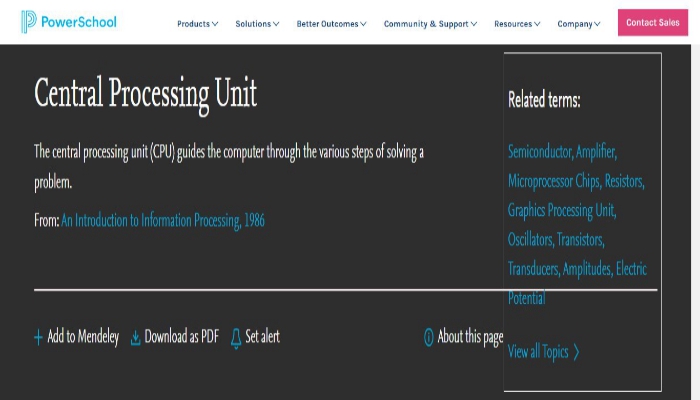 PowerSchool
Products Solutions Better Outcomes Community & Support Resources Company Contact Sales
Central Processing Unit
The central processing unit (CPU) guides the computer through the various steps of solving a
problem.
From: An Introduction to Information Processing, 1986
Related terms:
Semiconductor, Amplifier,
Microprocessor Chips, Resistors,
Graphics Processing Unit,
Oscillators, Transistors,
Transducers, Amplitudes, Electric
Potential
View all Topics
Add to Mendeley Download as PDF Set alert About this page